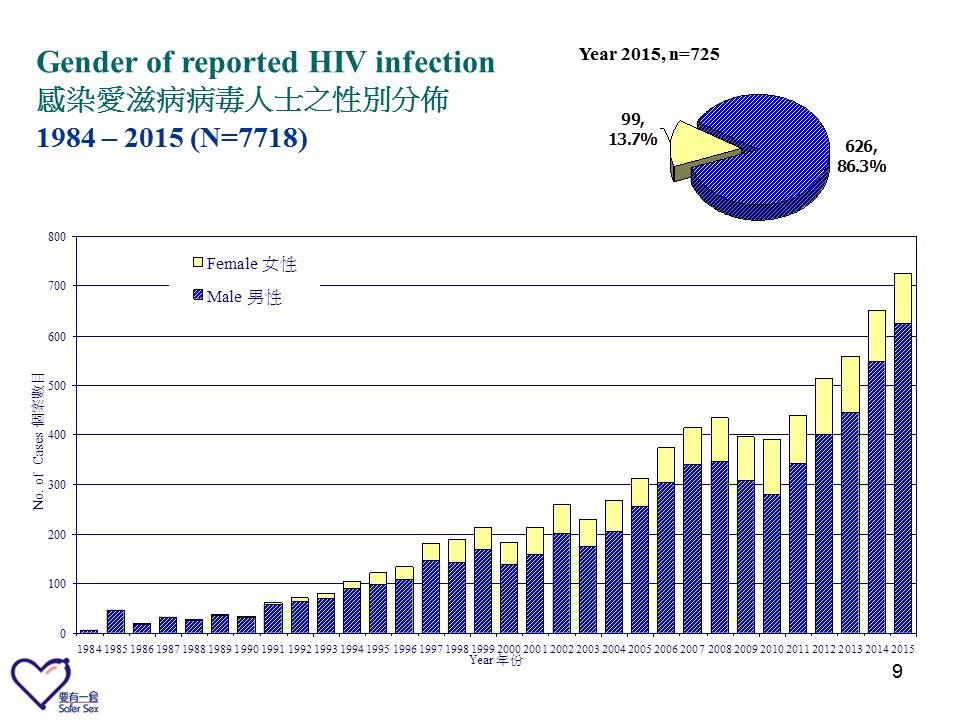 Gender of reported HIV infection
感染愛滋病病毒人士之性別分佈
1984 – 2015 (N=7718)
Year 2015, n=725
99,
13.7%
626,
86.3%
800
700
600
500
400
300
200
100
0
No. of Cases 個案數目
Female 女性
Male 男性
1984 1985 1986 1987 1988 1989 1990 1991 1992 1993 1994 1995 1996 1997 1998 1999 2000 2001 2002 2003 2004 2005 2006 2007 2008 2009 2010 2011 2012 2013 2014 2015
Year 年份
要有一套
Safer Sex
9